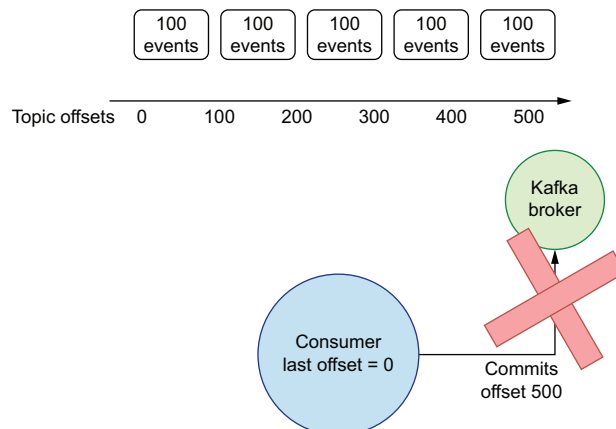 100 events
100 events
100 events
100 events
100 events
Topic offsets 0 100 200 300 400 500
Kafka
broker
Consumer
last offset = 0
Commits
offset 500